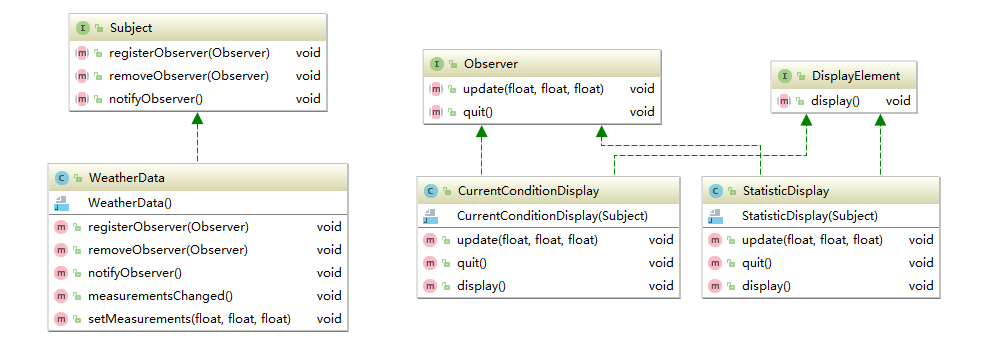 I Subject
m registerObserver(Observer) void
m removeObserver(Observer) void
m notifyObserver() void
C WeatherData
WeatherData()
m registerObserver(Observer) void
m removeObserver(Observer) void
m notifyObserver() void
m measurementsChanged() void
m setMeasurements(float, float, float) void
I Observer
m update(float, float, float) void
m quit() void
I DisplayElement
m display() void
C CurrentConditionDisplay
CurrentConditionDisplay(Subject)
m update(float, float, float) void
m quit() void
m display() void
C StatisticDisplay
StatisticDisplay(Subject)
m update(float, float, float) void
m quit() void
m display() void